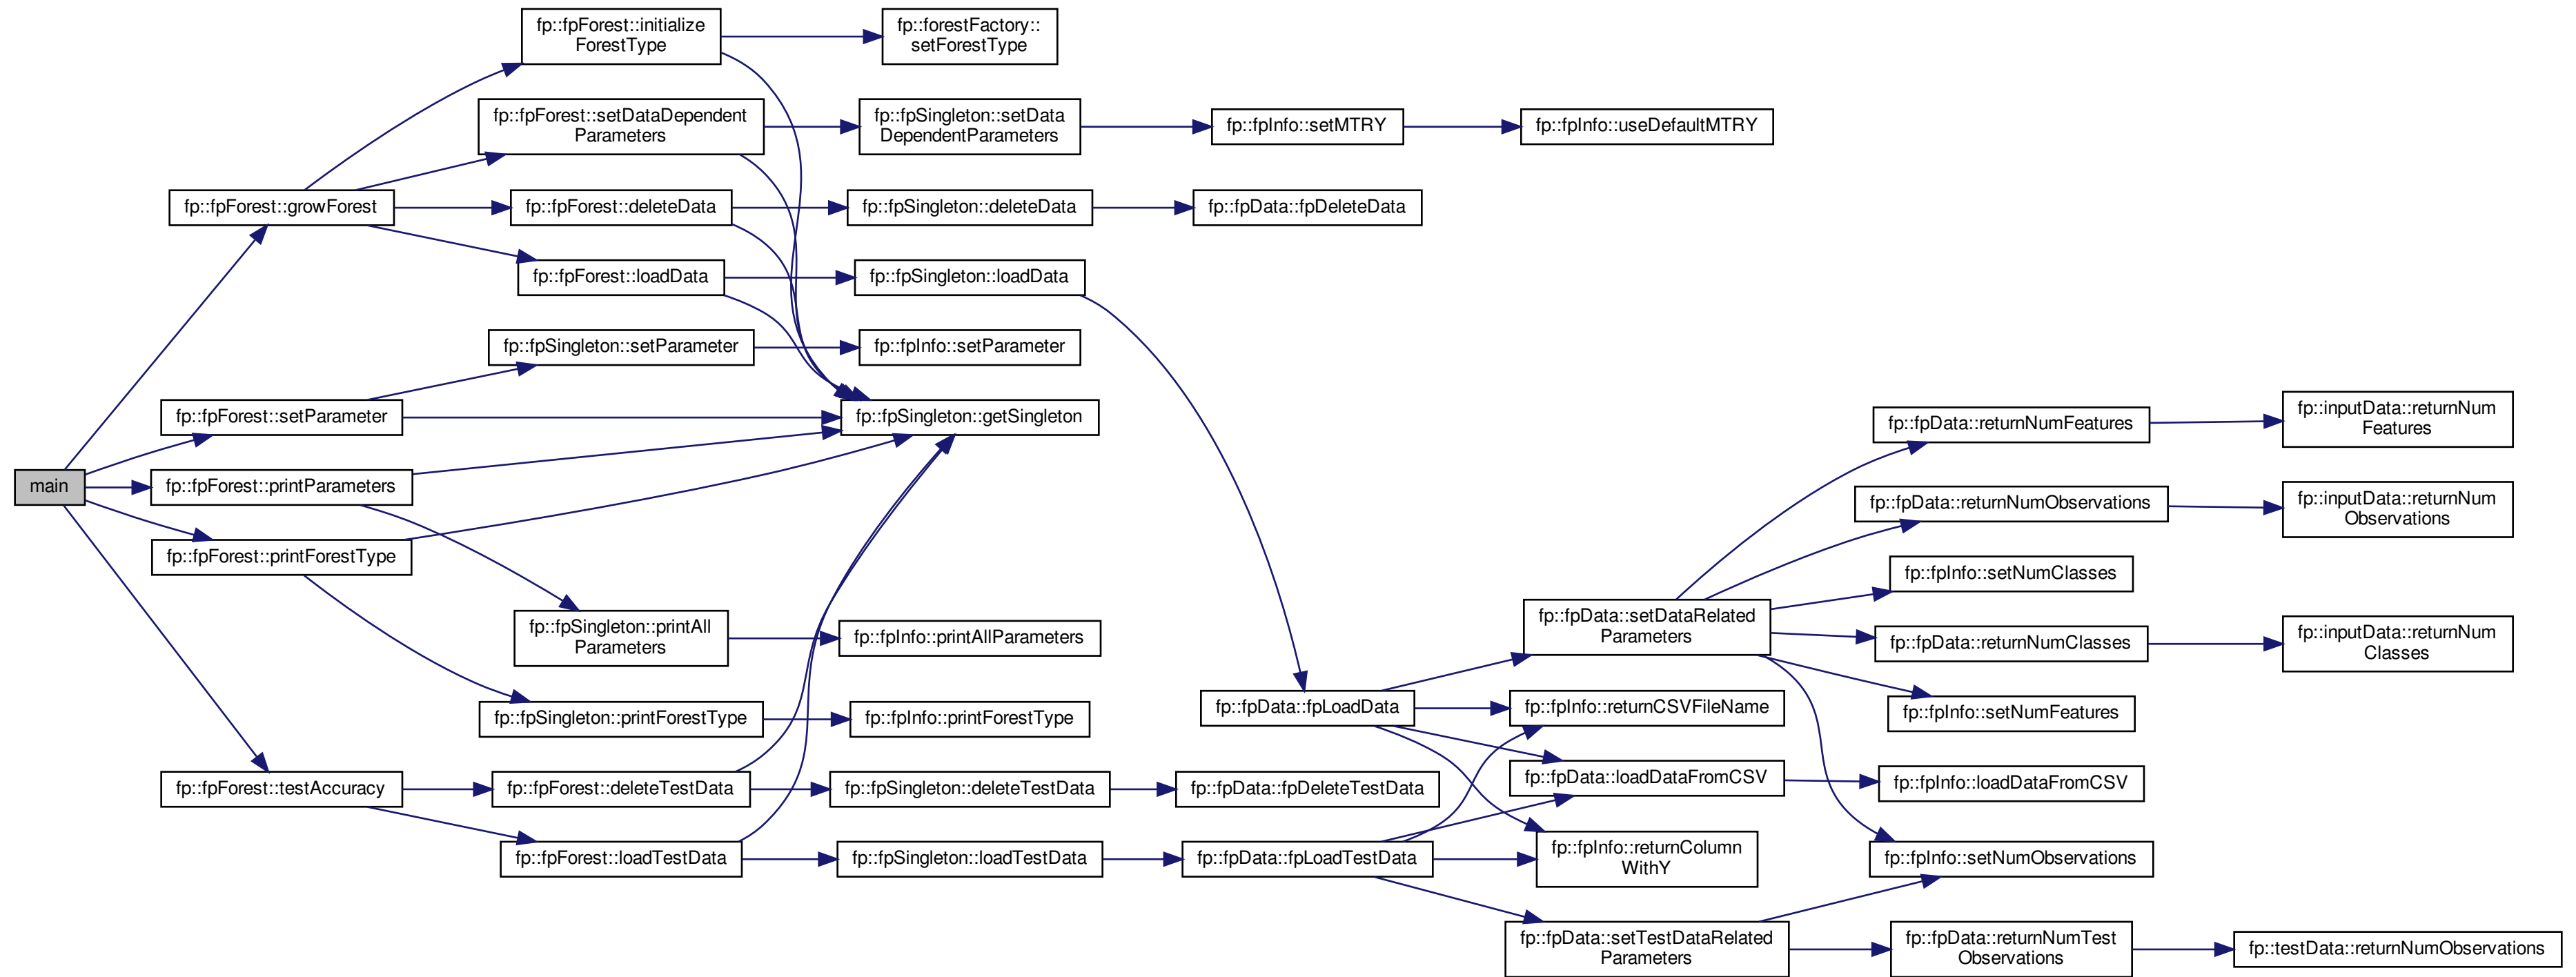 main
fp::fpForest::growForest
fp::fpForest::setParameter
fp::fpForest::printParameters
fp::fpForest::printForestType
fp::fpForest::testAccuracy
fp::fpForest::initialize
ForestType
fp::fpForest::setDataDependent
Parameters
fp::fpForest::deleteData
fp::fpForest::loadData
fp::fpSingleton::setParameter
fp::fpSingleton::printAll
Parameters
fp::fpSingleton::printForestType
fp::fpForest::deleteTestData
fp::fpForest::loadTestData
fp::forestFactory::
setForestType
fp::fpSingleton::setData
DependentParameters
fp::fpSingleton::deleteData
fp::fpSingleton::loadData
fp::fpInfo::setParameter
fp::fpSingleton::getSingleton
fp::fpInfo::printAllParameters
fp::fpInfo::printForestType
fp::fpSingleton::deleteTestData
fp::fpSingleton::loadTestData
fp::fpInfo::setMTRY
fp::fpData::fpDeleteData
fp::fpData::fpLoadData
fp::fpData::fpDeleteTestData
fp::fpData::fpLoadTestData
fp::fpInfo::useDefaultMTRY
fp::fpData::setDataRelated
Parameters
fp::fpInfo::returnCSVFileName
fp::fpData::loadDataFromCSV
fp::fpInfo::returnColumn
WithY
fp::fpData::setTestDataRelated
Parameters
fp::fpData::returnNumFeatures
fp::fpData::returnNumObservations
fp::fpInfo::setNumClasses
fp::fpData::returnNumClasses
fp::fpInfo::setNumFeatures
fp::fpInfo::loadDataFromCSV
fp::fpInfo::setNumObservations
fp::fpData::returnNumTest
Observations
fp::inputData::returnNum
Features
fp::inputData::returnNum
Observations
fp::inputData::returnNum
Classes
fp::testData::returnNumObservations